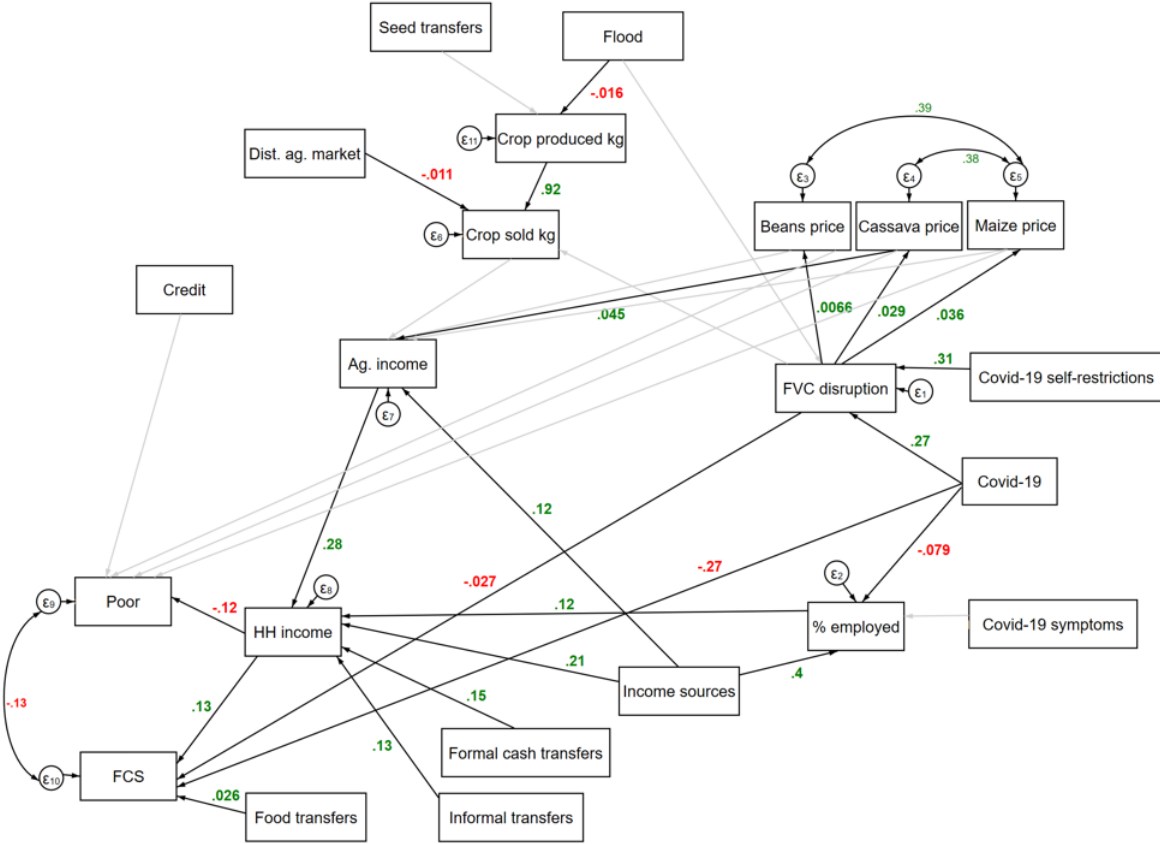 Seed transfers
Flood
-.016
.39
ε11
Crop produced kg
Dist. ag. market
-.011
.92
.38
ε3
ε4
ε5
ε6
Crop sold kg
Beans price
Cassava price
Maize price
Credit
.045
.0066
.029
.036
Ag. income
.31
FVC disruption
ε1
Covid-19 self-restrictions
ε7
.27
Covid-19
.12
.28
-.079
-.27
-.027
ε2
ε8
ε9
Poor
-.12
.12
HH income
% employed
Covid-19 symptoms
.21
.4
Income sources
-.13
.15
.13
.13
Formal cash transfers
ε10
FCS
.026
Food transfers
Informal transfers